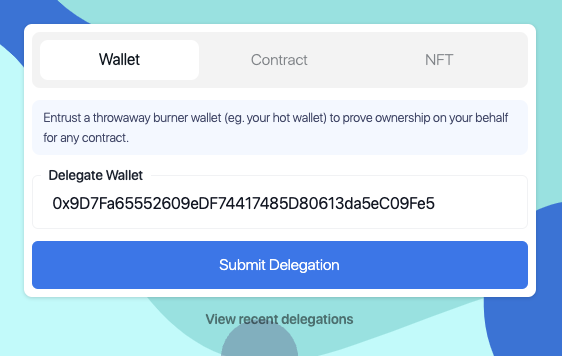 Wallet Contract NFT
Entrust a throwaway burner wallet (eg. your hot wallet) to prove ownership on your behalf
for any contract.
Delegate Wallet
0x9D7Fa65552609eDF74417485D80613da5eC09Fe5
Submit Delegation
View recent delegations